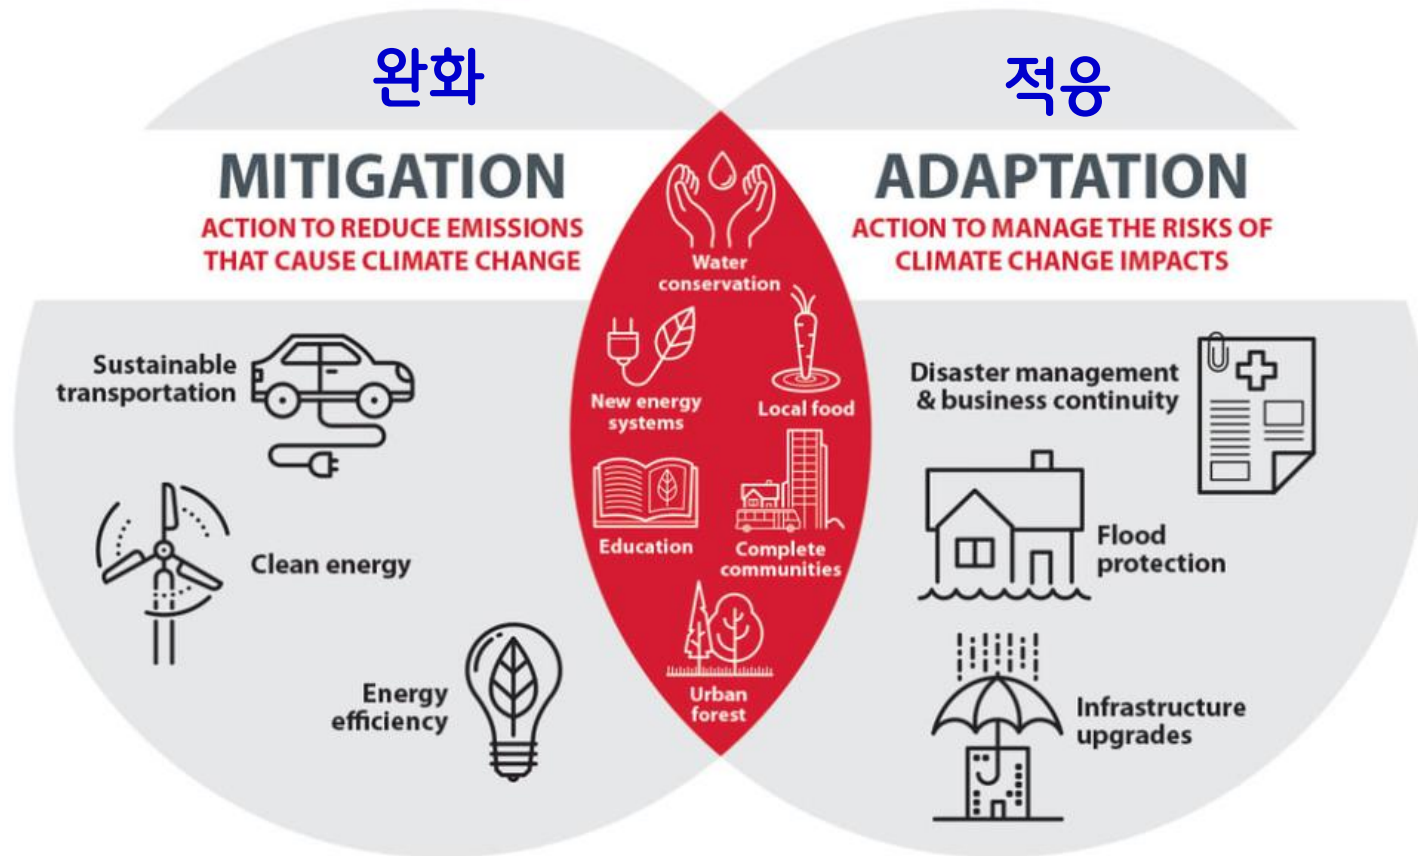 완화
MITIGATION
ACTION TO REDUCE EMISSIONS
THAT CAUSE CLIMATE CHANGE
Sustainable
transportation
Clean energy
Energy
efficiency
Water
conservation
New energy
systems
Local food
Education
Complete
communities
Urban
forest
적응
ADAPTATION
ACTION TO MANAGE THE RISKS OF
CLIMATE CHANGE IMPACTS
Disaster management
& business continuity
Flood
protection
Infrastructure
upgrades